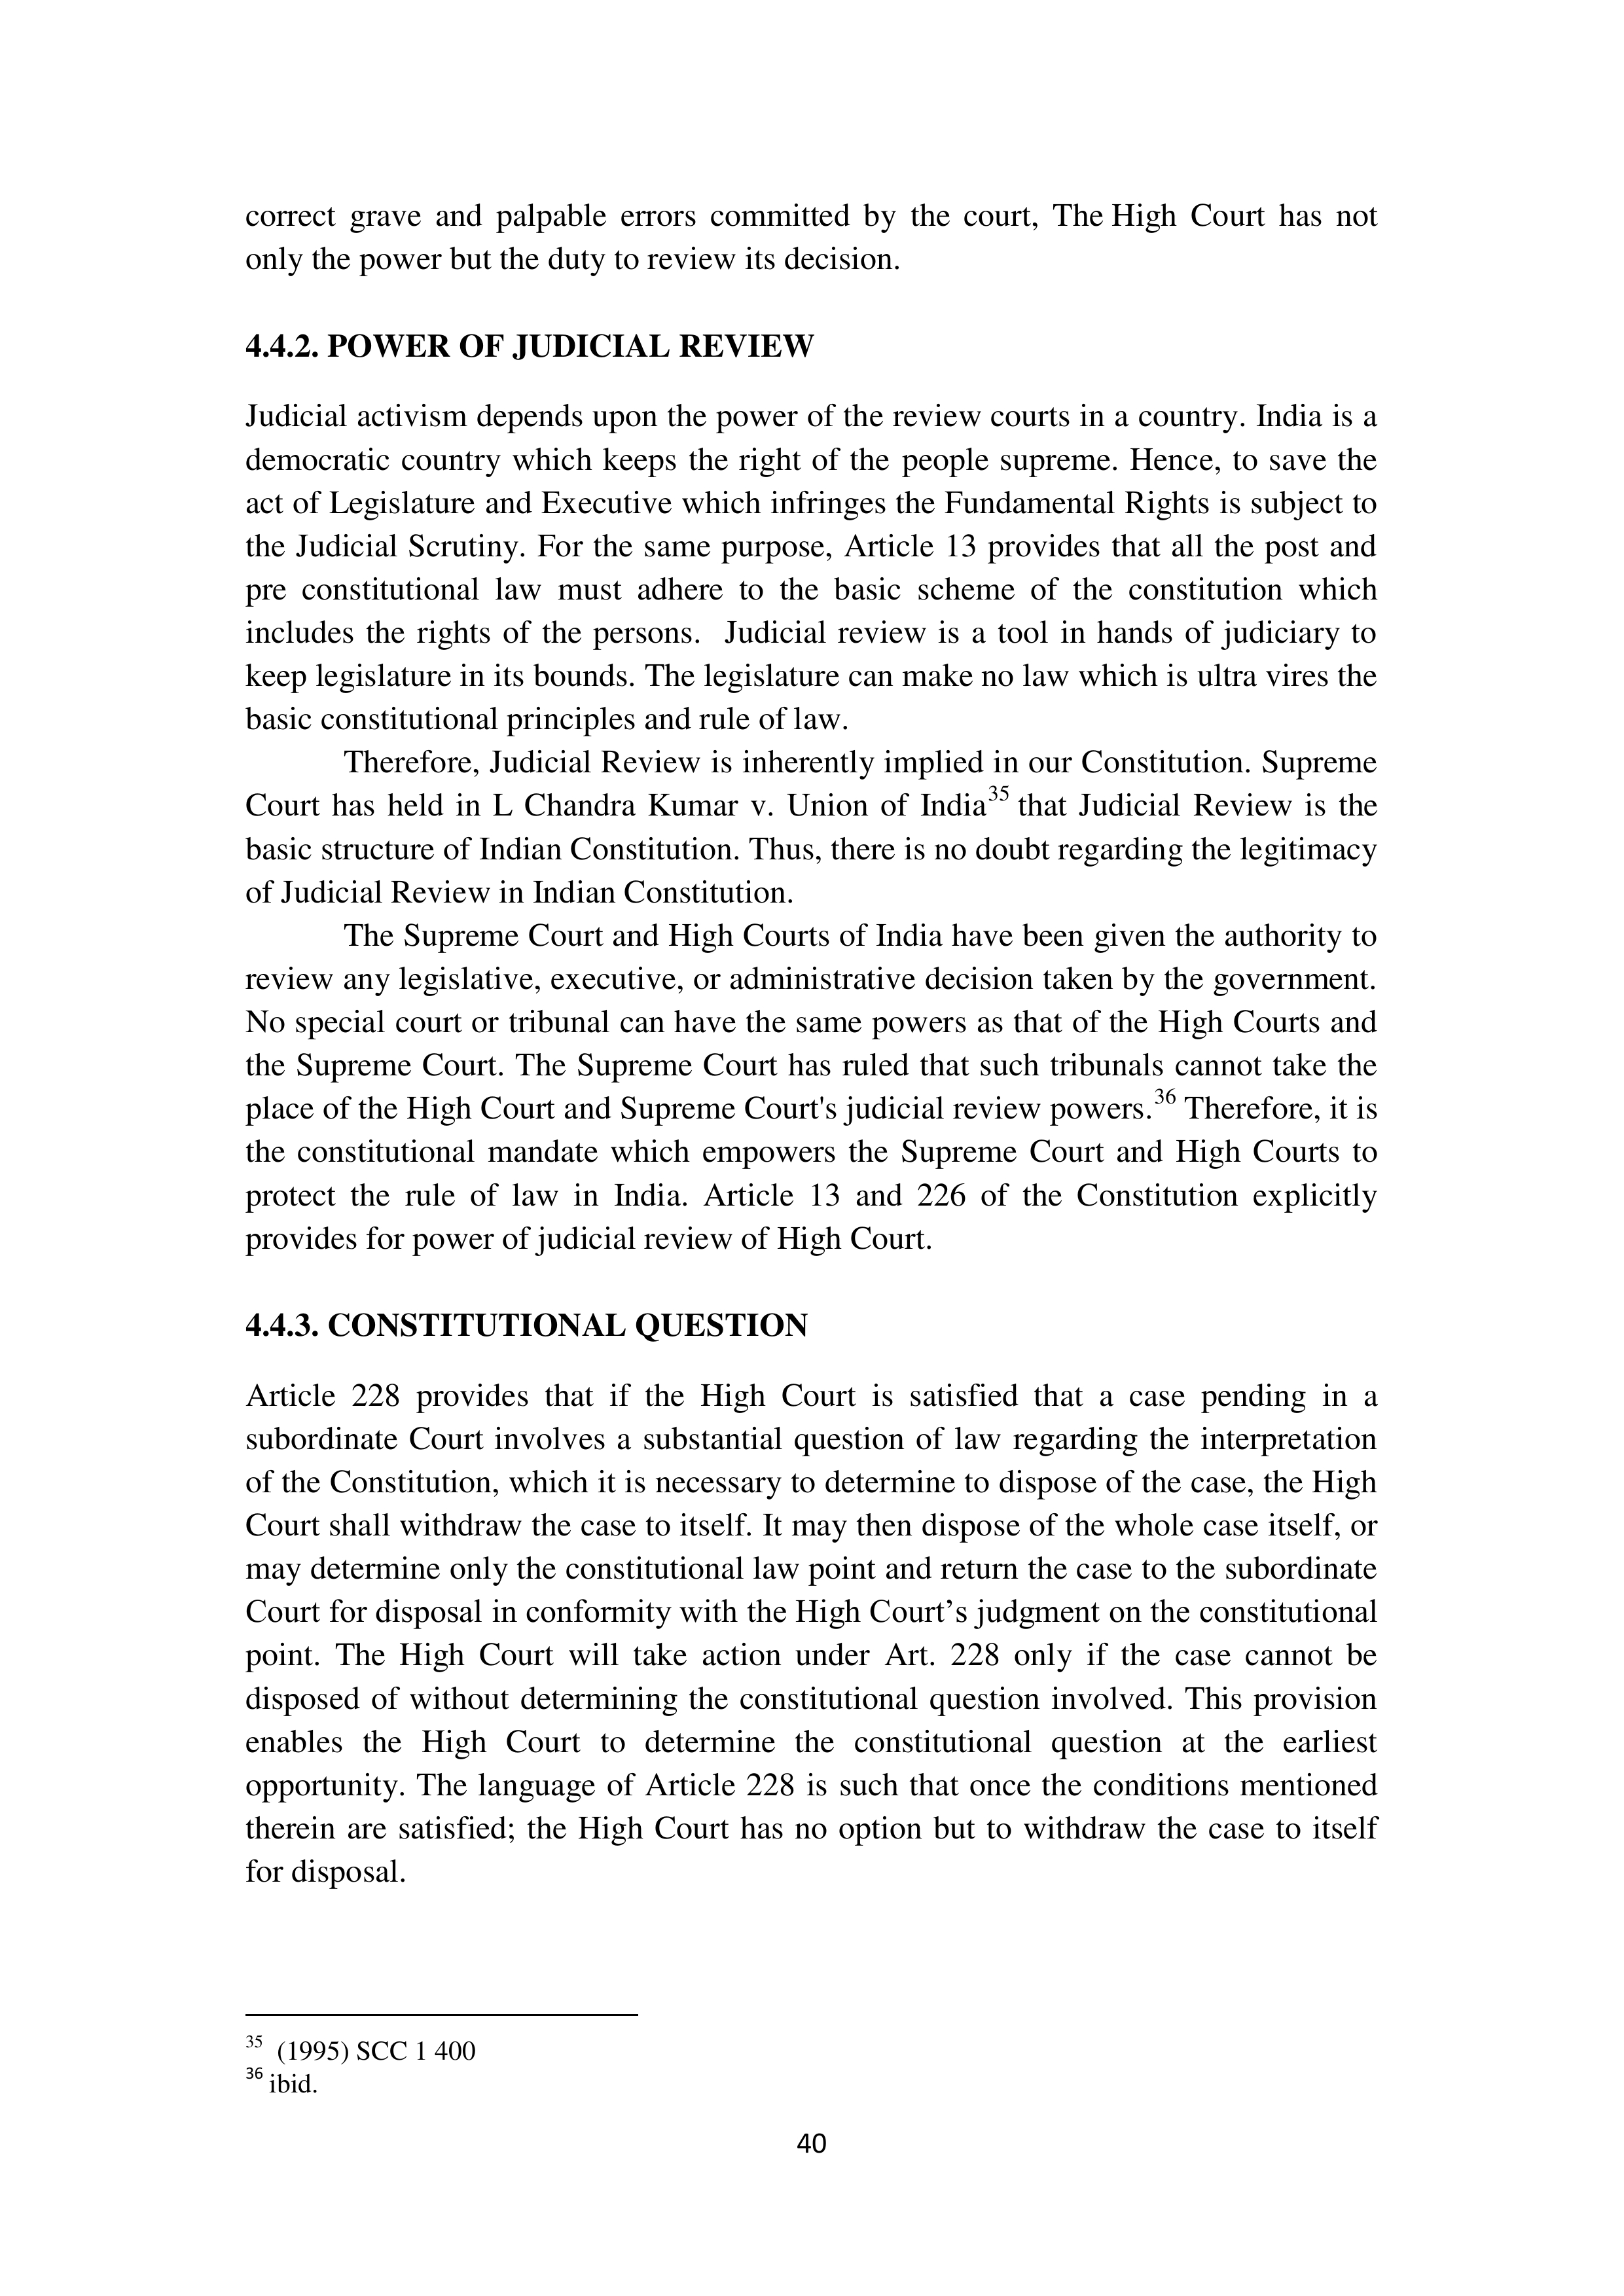 correct grave and palpable errors committed by the court, The High Court has not
only the power but the duty to review its decision.
4.4.2. POWER OF JUDICIAL REVIEW
Judicial activism depends upon the power of the review courts in a country. India is a
democratic country which keeps the right of the people supreme. Hence, to save the
act of Legislature and Executive which infringes the Fundamental Rights is subject to
the Judicial Scrutiny. For the same purpose, Article 13 provides that all the post and
pre constitutional law must adhere to the basic scheme of the constitution which
includes the rights of the persons.  Judicial review is a tool in hands of judiciary to
keep legislature in its bounds. The legislature can make no law which is ultra vires the
basic constitutional principles and rule of law.
Therefore, Judicial Review is inherently implied in our Constitution. Supreme
Court has held in L Chandra Kumar v. Union of India35 that Judicial Review is the
basic structure of Indian Constitution. Thus, there is no doubt regarding the legitimacy
of Judicial Review in Indian Constitution.
The Supreme Court and High Courts of India have been given the authority to
review any legislative, executive, or administrative decision taken by the government.
No special court or tribunal can have the same powers as that of the High Courts and
the Supreme Court. The Supreme Court has ruled that such tribunals cannot take the
place of the High Court and Supreme Court's judicial review powers.36 Therefore, it is
the constitutional mandate which empowers the Supreme Court and High Courts to
protect the rule of law in India. Article 13 and 226 of the Constitution explicitly
provides for power of judicial review of High Court.
4.4.3. CONSTITUTIONAL QUESTION
Article 228 provides that if the High Court is satisfied that a case pending in a
subordinate Court involves a substantial question of law regarding the interpretation
of the Constitution, which it is necessary to determine to dispose of the case, the High
Court shall withdraw the case to itself. It may then dispose of the whole case itself, or
may determine only the constitutional law point and return the case to the subordinate
Court for disposal in conformity with the High Court’s judgment on the constitutional
point. The High Court will take action under Art. 228 only if the case cannot be
disposed of without determining the constitutional question involved. This provision
enables the High Court to determine the constitutional question at the earliest
opportunity. The language of Article 228 is such that once the conditions mentioned
therein are satisfied; the High Court has no option but to withdraw the case to itself
for disposal.
35 (1995) SCC 1 400
36 ibid.
40